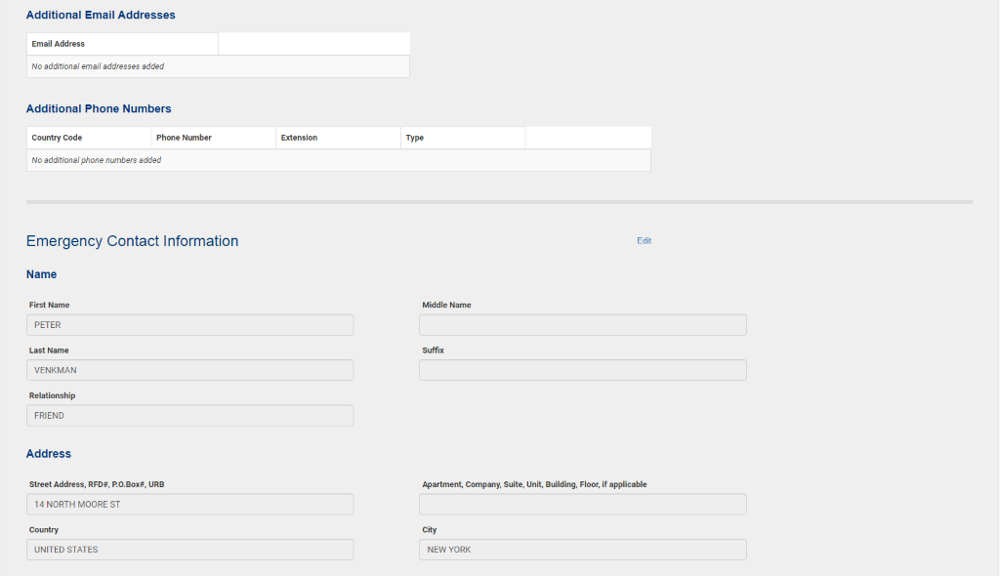 Additional Email Addresses
Email Address
No additional email addresses added
Additional Phone Numbers
Country Code Phone Number Extension Type
No additional phone numbers added
Emergency Contact Information Edit
Name
First Name Middle Name
PETER
Last Name Suffix
VENKMAN
Relationship
FRIEND
Address
Street Address, RFD#, P.O.Box#, URB Apartment, Company, Suite, Unit, Building, Floor, if applicable
14 NORTH MOORE ST
Country City
UNITED STATES NEW YORK